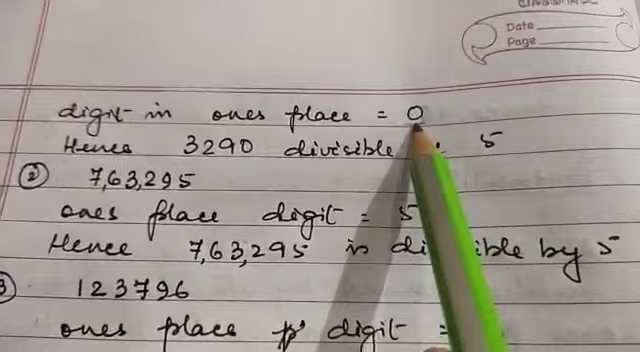 Date
Page
digit in ones place = 0
Hence 3290 divisible 5
② 7,63,295
ones place digit = 5
Hence 7,63,295 is divisible by 5
3 123796
ones place digit =